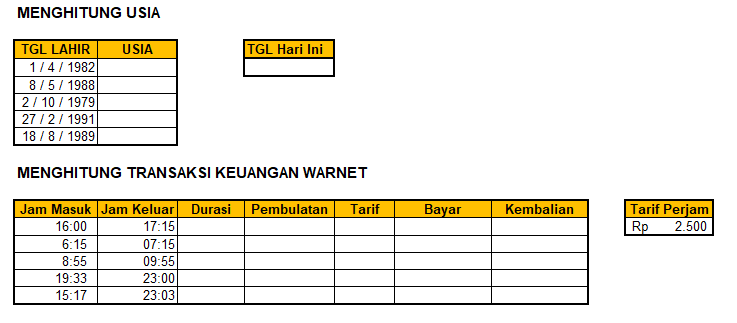 MENGHITUNG USIA
TGL LAHIR USIA TGL Hari Ini
1 / 4 / 1982
8 / 5 / 1988
2 / 10 / 1979
27 / 2 / 1991
18 / 8 / 1989
MENGHITUNG TRANSAKSI KEUANGAN WARNET
Jam Masuk Jam Keluar Durasi Pembulatan Tarif Bayar Kembalian Tarif Perjam
16:00 17:15 Rp 2.500
6:15 07:15
8:55 09:55
19:33 23:00
15:17 23:03